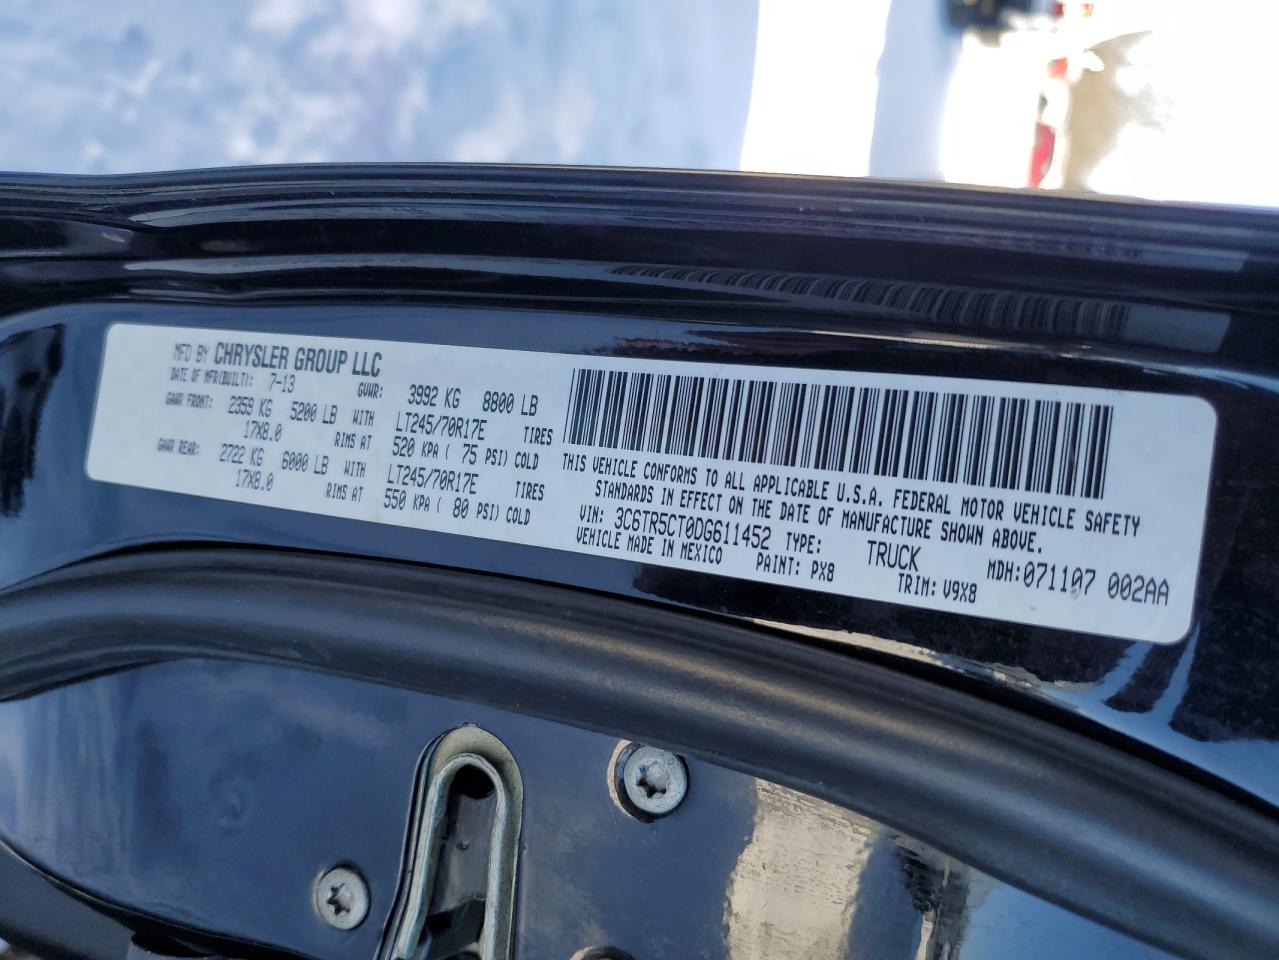 MFD BY CHRYSLER GROUP LLC
DATE OF MFR(BUILT): 7-13 GVWR: 3992 KG 8800 LB
GAWR FRONT: 2359 KG 5200 LB WITH LT245/70R17E TIRES
17X8.0 RIMS AT 520 KPA ( 75 PSI) COLD
GAWR REAR: 2722 KG 6000 LB WITH LT245/70R17E TIRES
17X8.0 RIMS AT 550 KPA ( 80 PSI) COLD
THIS VEHICLE CONFORMS TO ALL APPLICABLE U.S.A. FEDERAL MOTOR VEHICLE SAFETY
STANDARDS IN EFFECT ON THE DATE OF MANUFACTURE SHOWN ABOVE.
VIN: 3C6TR5CT0DG611452 TYPE: TRUCK MDH:071107 002AA
VEHICLE MADE IN MEXICO PAINT: PX8 TRIM: V9X8